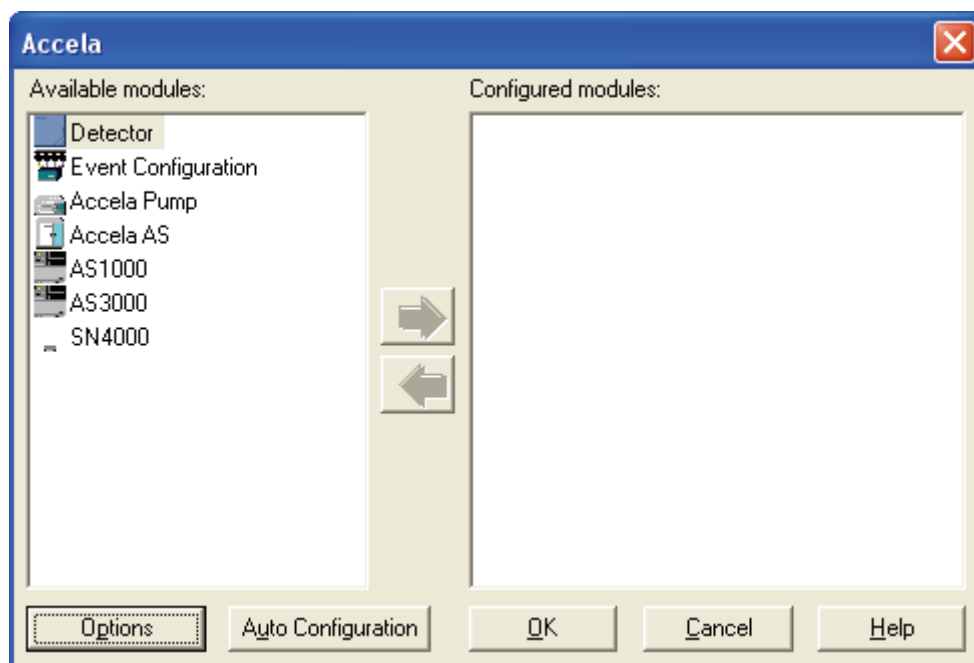 Accela
Available modules:
Configured modules:
Detector
Event Configuration
Accela Pump
Accela AS
AS1000
AS3000
SN4000
Options
Auto Configuration
OK
Cancel
Help